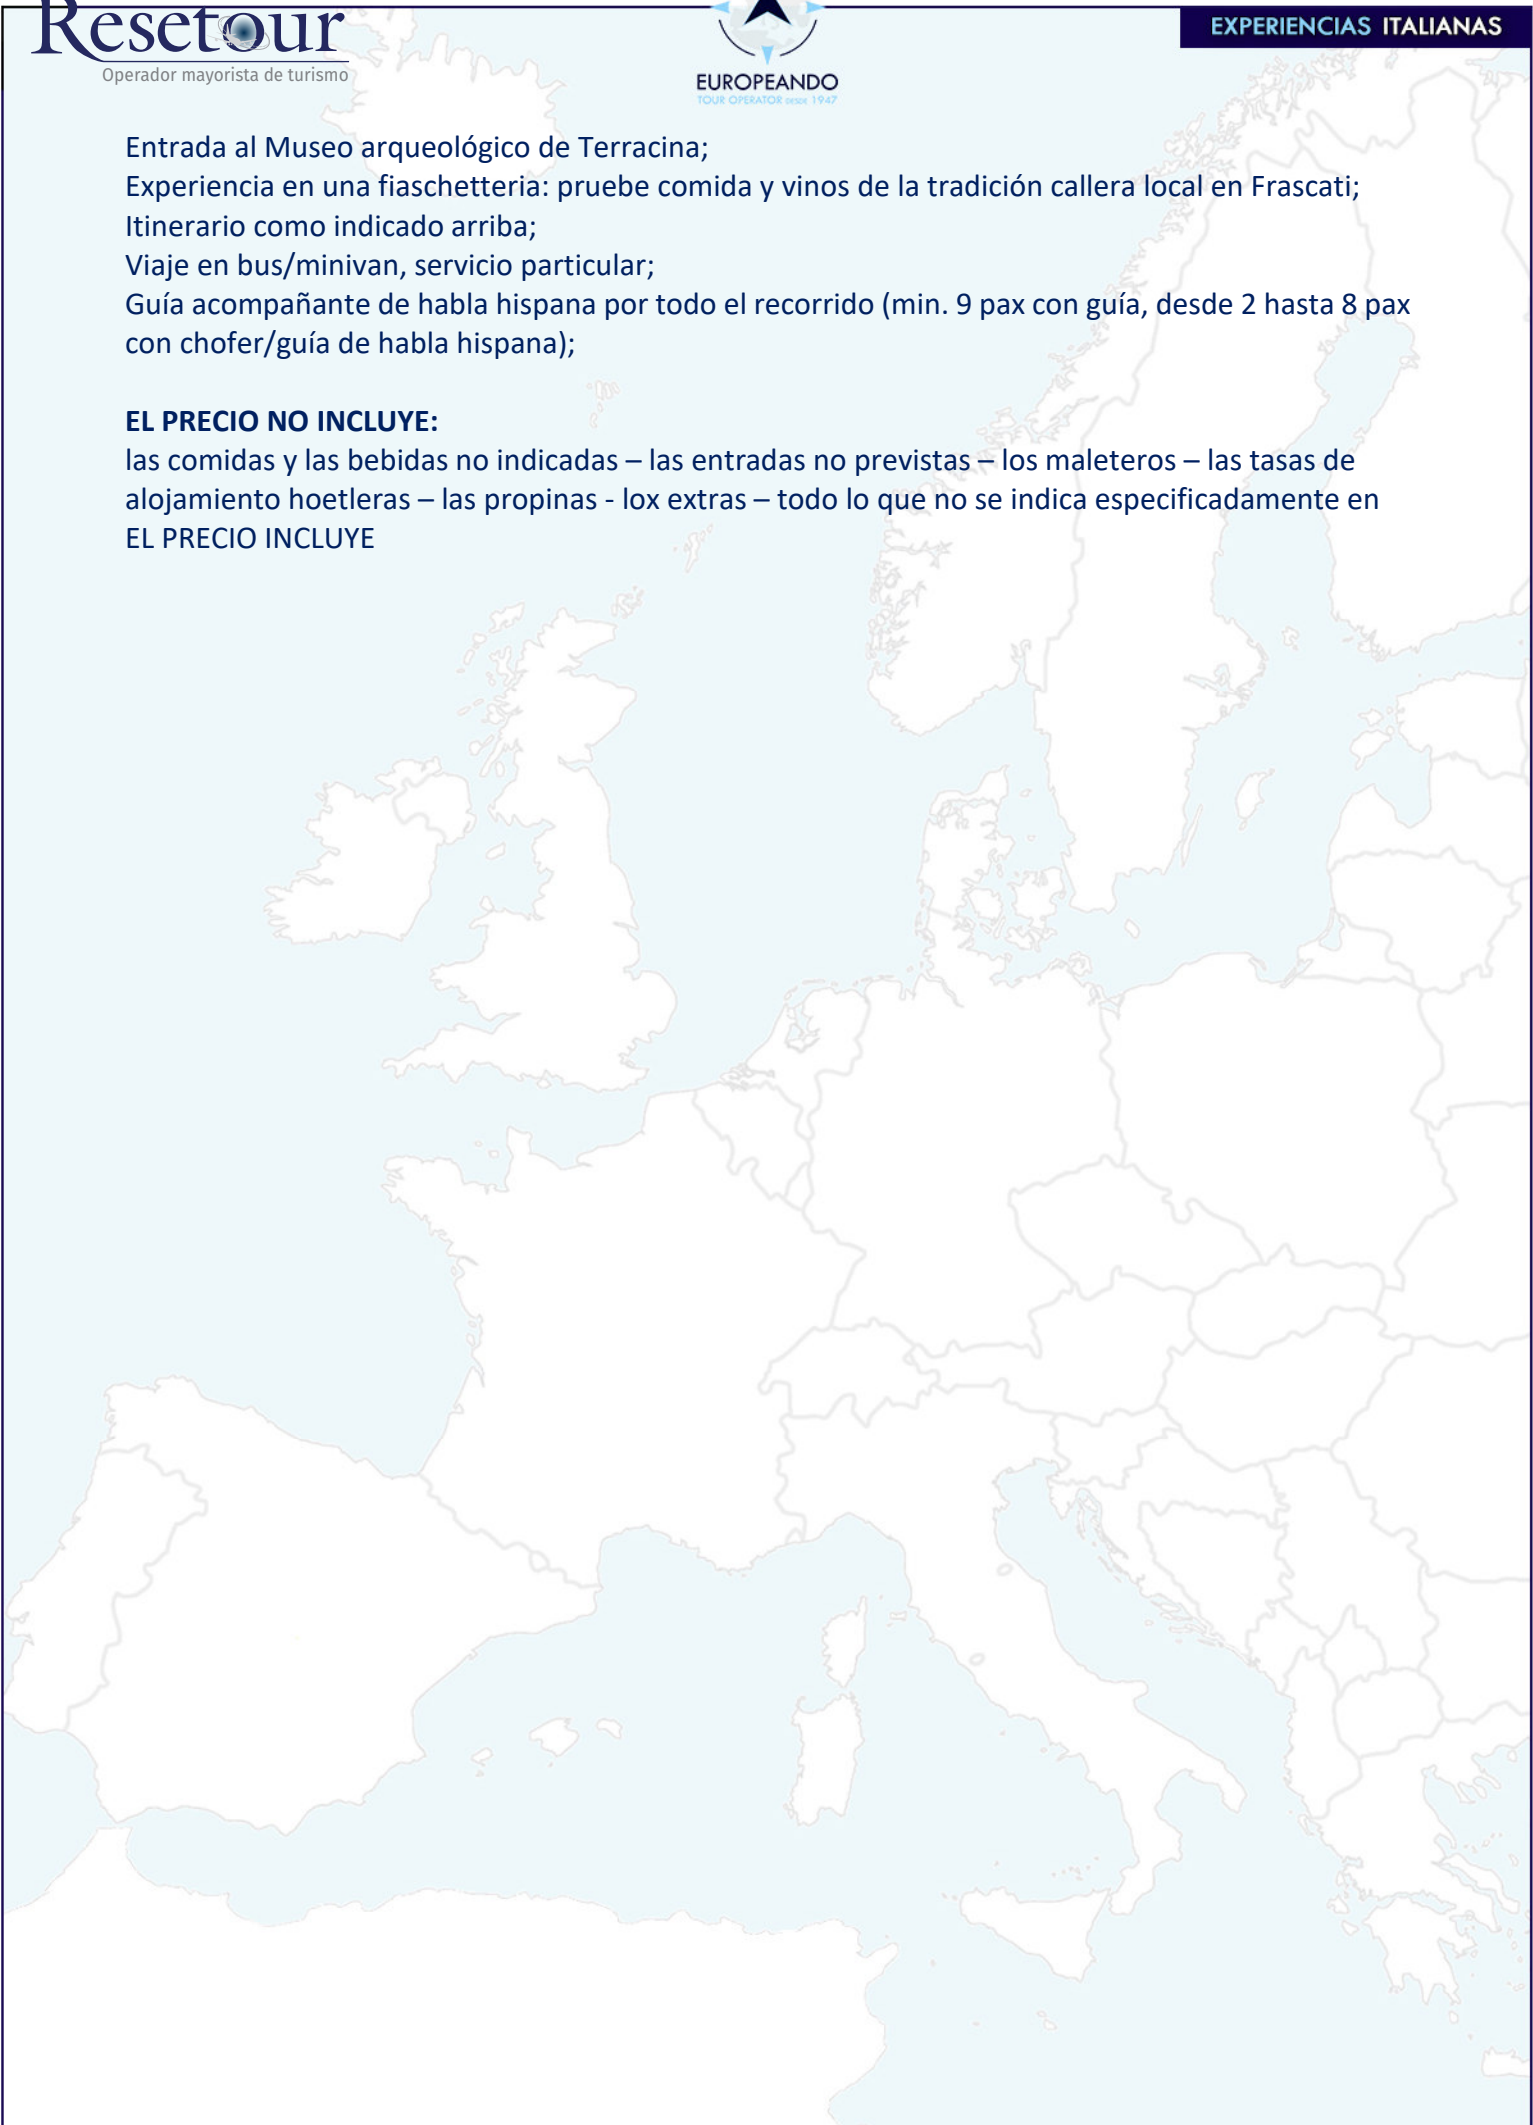 Resetour
Operador mayorista de turismo
EUROPEANDO
TOUR OPERATOR DESDE 1947
EXPERIENCIAS ITALIANAS
Entrada al Museo arqueológico de Terracina;
Experiencia en una fiaschetteria: pruebe comida y vinos de la tradición callera local en Frascati;
Itinerario como indicado arriba;
Viaje en bus/minivan, servicio particular;
Guía acompañante de habla hispana por todo el recorrido (min. 9 pax con guía, desde 2 hasta 8 pax
con chofer/guía de habla hispana);
EL PRECIO NO INCLUYE:
las comidas y las bebidas no indicadas – las entradas no previstas – los maleteros – las tasas de
alojamiento hoetleras – las propinas - lox extras – todo lo que no se indica especificadamente en
EL PRECIO INCLUYE